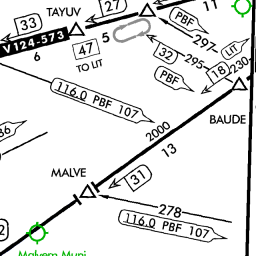 TAYUV
27
11
33
PBF
297
V124-573
5
LIT
6
47
32
295
TO LIT
PBF
18
230
116.0 PBF 107
BAUDE
2000
13
MALVE
31
278
116.0 PBF 107
Malvern Muni